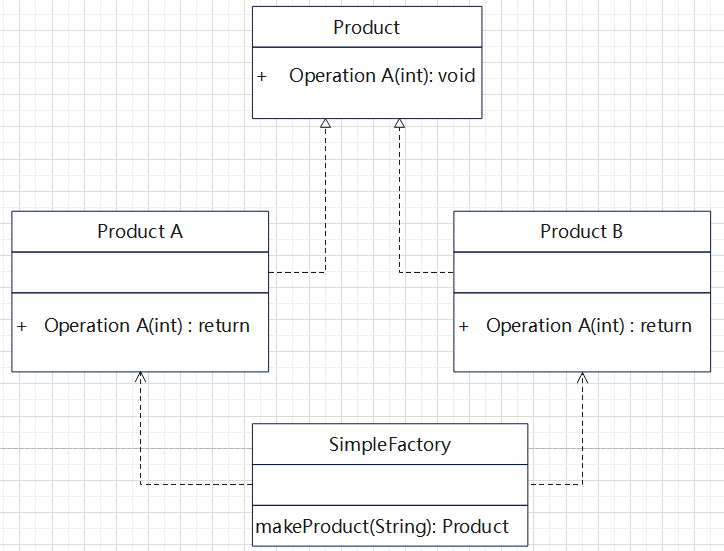 Product
+ Operation A(int): void
Product A
Product B
+ Operation A(int) : return
+ Operation A(int) : return
SimpleFactory
makeProduct(String): Product